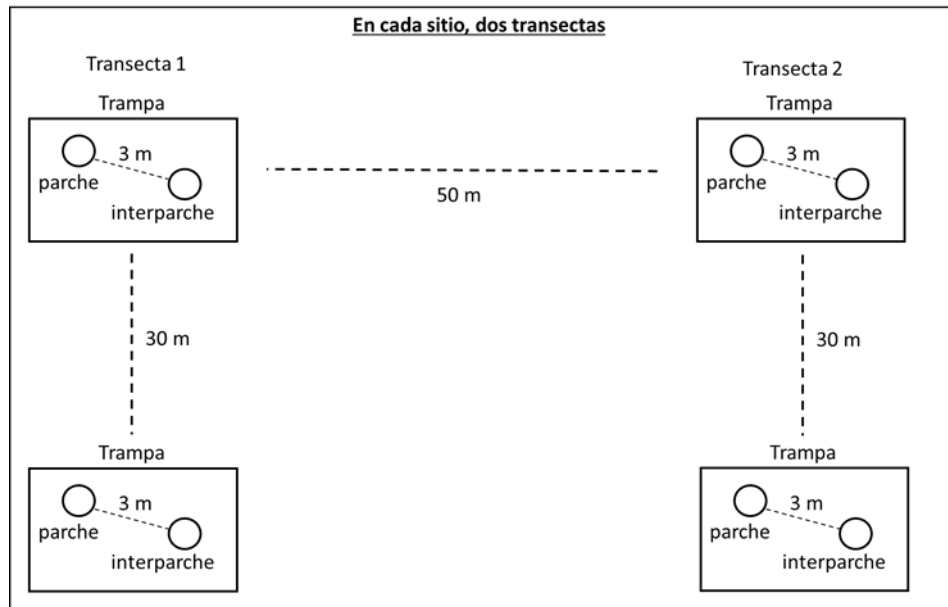 En cada sitio, dos transectas
Transecta 1
Transecta 2
Trampa
Trampa
3 m
parche
interparche
50 m
3 m
parche
interparche
30 m
30 m
Trampa
Trampa
3 m
parche
interparche
3 m
parche
interparche